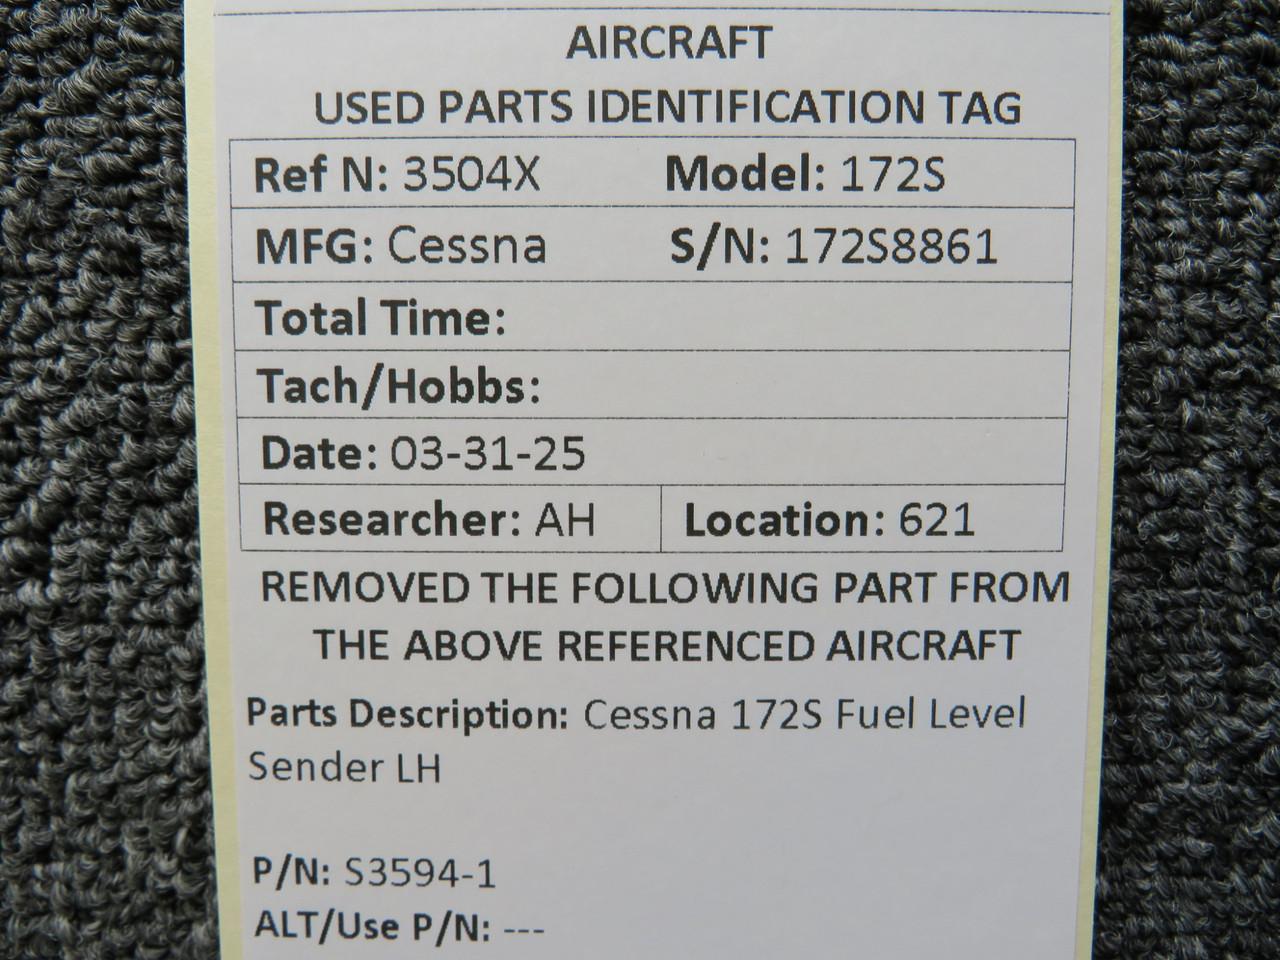 AIRCRAFT
USED PARTS IDENTIFICATION TAG
Ref N: 3504X Model: 172S
MFG: Cessna S/N: 172S8861
Total Time:
Tach/Hobbs:
Date: 03-31-25
Researcher: AH Location: 621
REMOVED THE FOLLOWING PART FROM
THE ABOVE REFERENCED AIRCRAFT
Parts Description: Cessna 172S Fuel Level
Sender LH
P/N: S3594-1
ALT/Use P/N: ---